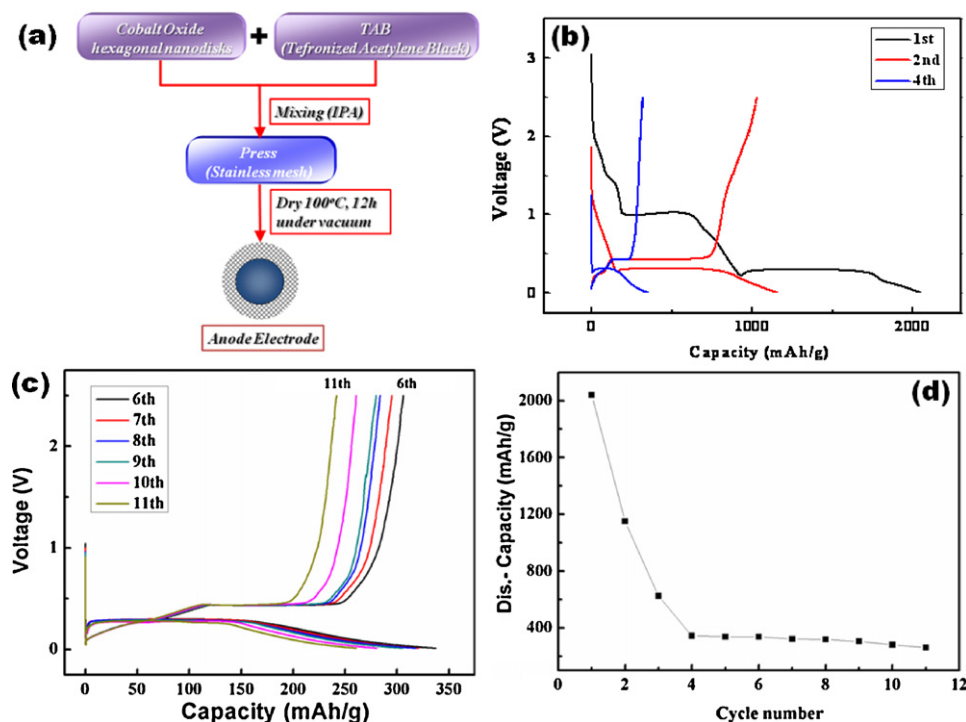 (a)
Cobalt Oxide
hexagonal nanodisks
+
TAB
(Tefronized Acetylene Black)
Mixing (IPA)
Press
(Stainless mesh)
Dry 100°C, 12h
under vacuum
Anode Electrode
(b)
1st
2nd
4th
Voltage (V)
3
2
1
0
0
1000
2000
Capacity (mAh/g)
(c)
11th
6th
6th
7th
8th
9th
10th
11th
Voltage (V)
2
1
0
0
50
100
150
200
250
300
350
Capacity (mAh/g)
(d)
Dis.- Capacity (mAh/g)
2000
1600
1200
800
400
0
2
4
6
8
10
12
Cycle number